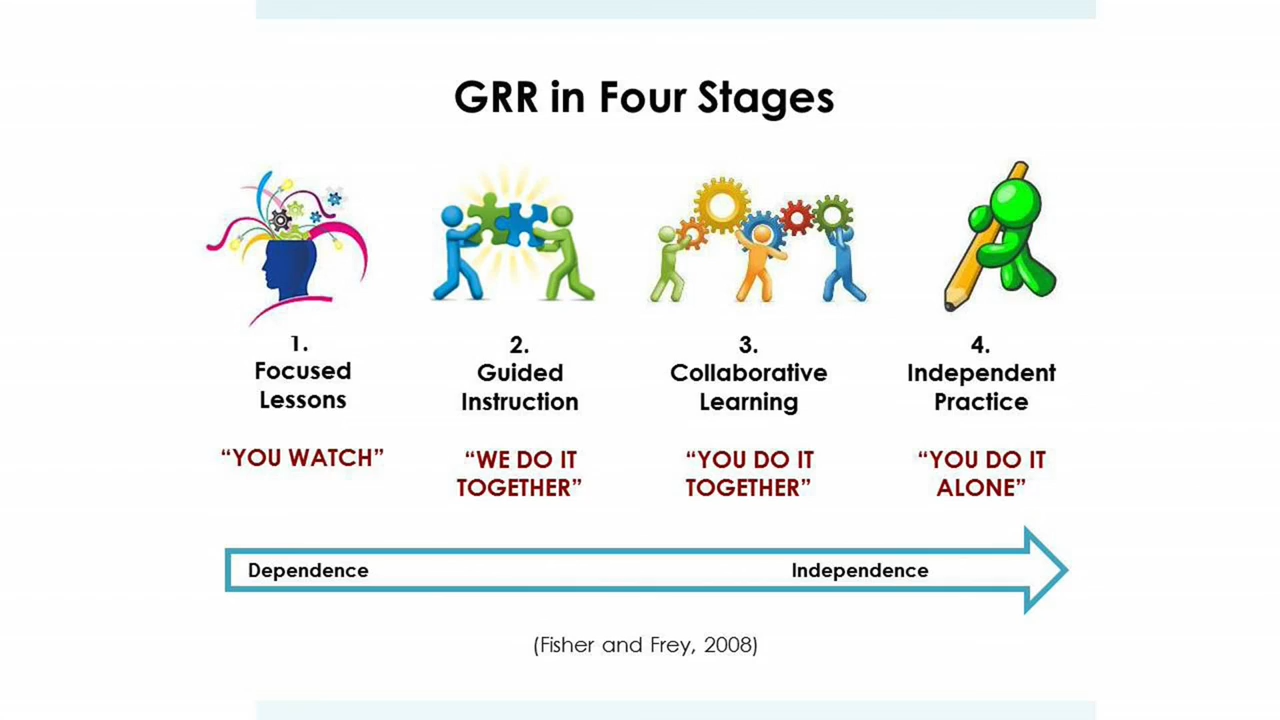 GRR in Four Stages
1.
Focused
Lessons
“YOU WATCH”
2.
Guided
Instruction
“WE DO IT
TOGETHER”
3.
Collaborative
Learning
“YOU DO IT
TOGETHER”
4.
Independent
Practice
“YOU DO IT
ALONE”
Dependence
Independence
(Fisher and Frey, 2008)